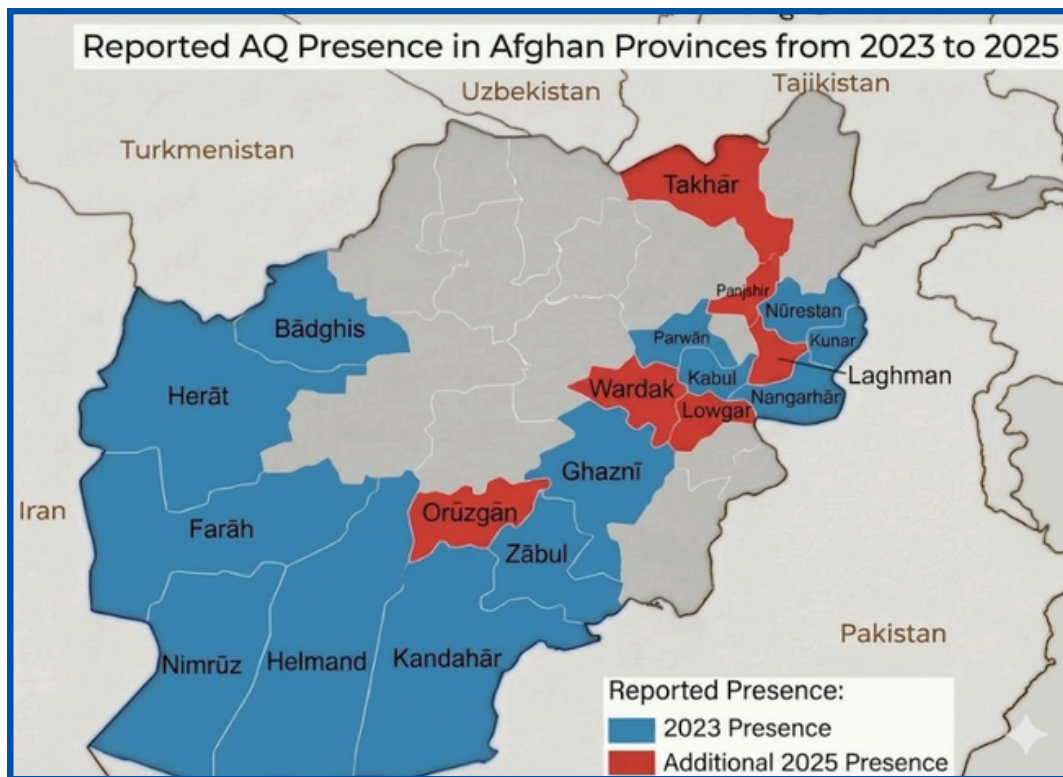 Reported AQ Presence in Afghan Provinces from 2023 to 2025
Uzbekistan
Tajikistan
Turkmenistan
Takhār
Panjshir
Nūrestan
Bādghis
Parwān
Kunar
Herāt
Kabul
Laghman
Wardak
Nangarhār
Lowgar
Ghaznī
Iran
Orūzgān
Farāh
Zābul
Pakistan
Nimrūz
Helmand
Kandahār
Reported Presence:
2023 Presence
Additional 2025 Presence